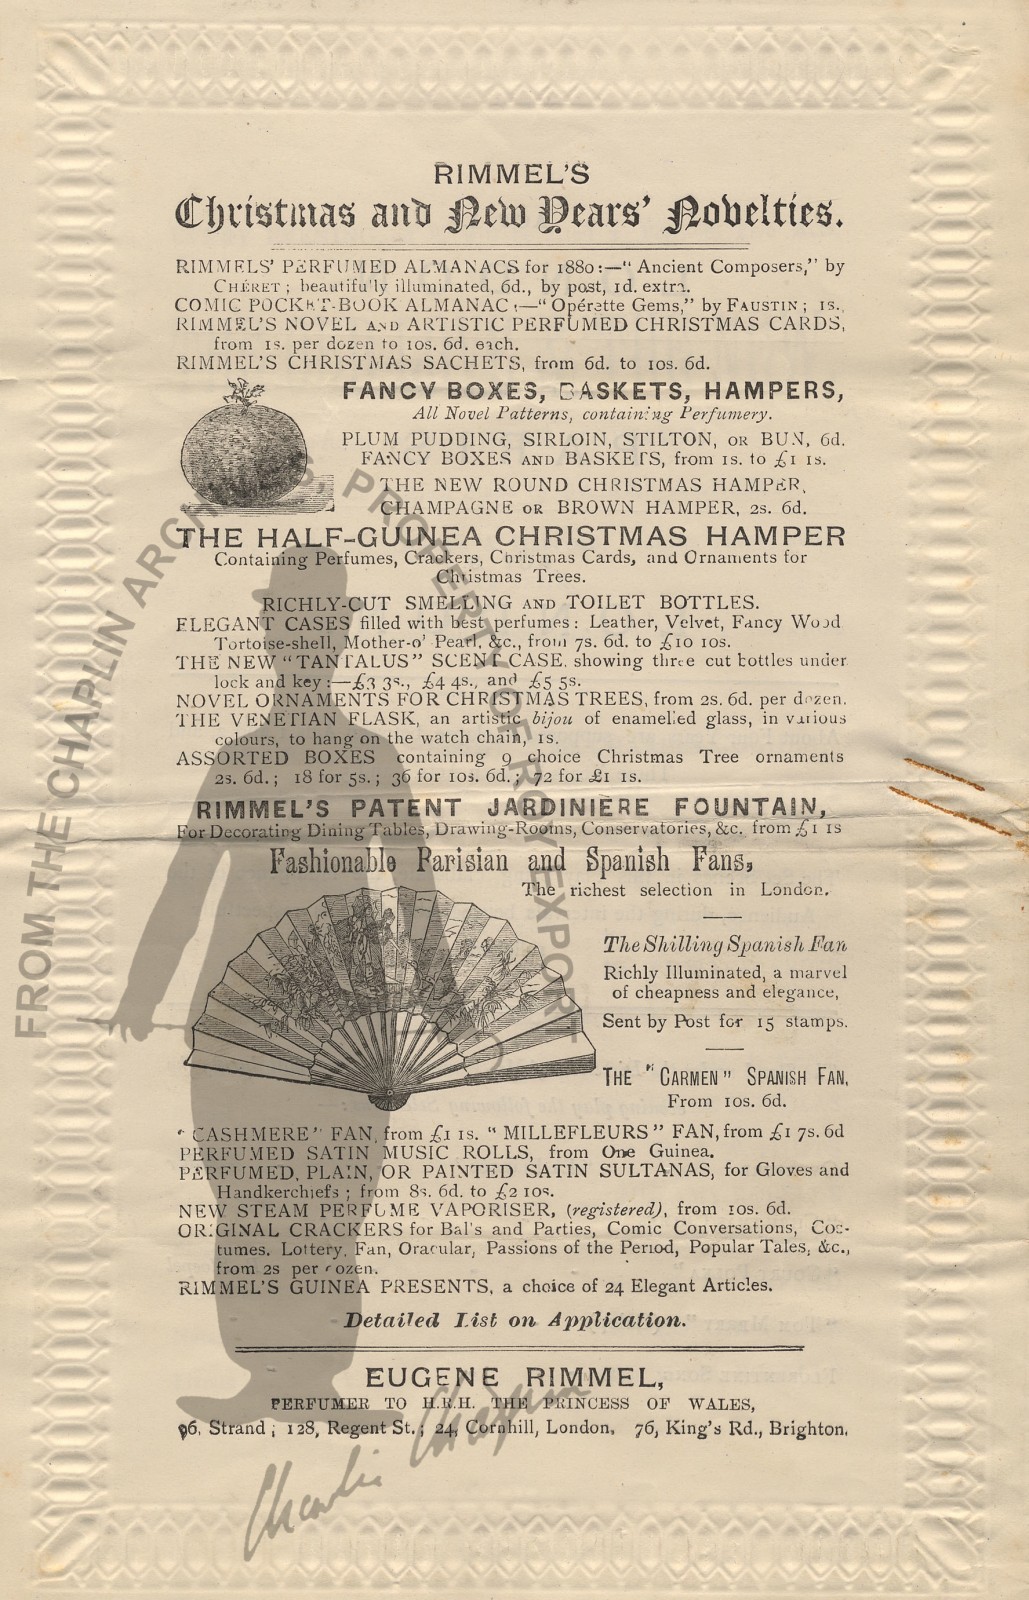 RIMMEL'S
Christmas and New Years' Novelties.
RIMMELS' PERFUMED ALMANACS for 1880:—"Ancient Composers," by
CHÉRET; beautifully illuminated, 6d., by post, 1d. extra.
COMIC POCKET-BOOK ALMANAC:—"Opérette Gems," by FAUSTIN; 1s.,
RIMMEL'S NOVEL AND ARTISTIC PERFUMED CHRISTMAS CARDS,
from 1s. per dozen to 10s. 6d. each.
RIMMEL'S CHRISTMAS SACHETS, from 6d. to 10s. 6d.
FANCY BOXES, BASKETS, HAMPERS,
All Novel Patterns, containing Perfumery.
PLUM PUDDING, SIRLOIN, STILTON, OR BUN, 6d.
FANCY BOXES AND BASKETS, from 1s. to £1 1s.
THE NEW ROUND CHRISTMAS HAMPER,
CHAMPAGNE OR BROWN HAMPER, 2s. 6d.
THE HALF-GUINEA CHRISTMAS HAMPER
Containing Perfumes, Crackers, Christmas Cards, and Ornaments for
Christmas Trees.
RICHLY-CUT SMELLING AND TOILET BOTTLES.
ELEGANT CASES filled with best perfumes: Leather, Velvet, Fancy Wood
Tortoise-shell, Mother-o' Pearl, &c., from 7s. 6d. to £10 10s.
THE NEW "TANTALUS" SCENT CASE, showing three cut bottles under
lock and key:—£3 3s., £4 4s., and £5 5s.
NOVEL ORNAMENTS FOR CHRISTMAS TREES, from 2s. 6d. per dozen.
THE VENETIAN FLASK, an artistic bijou of enamelled glass, in various
colours, to hang on the watch chain, 1s.
ASSORTED BOXES containing 9 choice Christmas Tree ornaments
2s. 6d.; 18 for 5s.; 36 for 10s. 6d.; 72 for £1 1s.
RIMMEL'S PATENT JARDINIÈRE FOUNTAIN,
For Decorating Dining Tables, Drawing-Rooms, Conservatories, &c. from £1 1s
Fashionable Parisian and Spanish Fans,
The richest selection in London.
The Shilling Spanish Fan
Richly Illuminated, a marvel
of cheapness and elegance,
Sent by Post for 15 stamps.
THE "CARMEN" SPANISH FAN,
From 10s. 6d.
"CASHMERE" FAN, from £1 1s. "MILLEFLEURS" FAN, from £1 7s. 6d
PERFUMED SATIN MUSIC ROLLS, from One Guinea.
PERFUMED, PLAIN, OR PAINTED SATIN SULTANAS, for Gloves and
Handkerchiefs; from 8s. 6d. to £2 10s.
NEW STEAM PERFUME VAPORISER, (registered), from 10s. 6d.
ORIGINAL CRACKERS for Bal's and Parties, Comic Conversations, Cos-
tumes. Lottery, Fan, Oracular, Passions of the Period, Popular Tales, &c.,
from 2s per dozen.
RIMMEL'S GUINEA PRESENTS, a choice of 24 Elegant Articles.
Detailed List on Application.
EUGENE RIMMEL,
PERFUMER TO H.R.H. THE PRINCESS OF WALES,
96, Strand; 128, Regent St.; 24, Cornhill, London, 76, King's Rd., Brighton.
FROM THE CHAPLIN ARCHIVES, PROPERTY OF ROY EXPORT
Charlie Chaplin